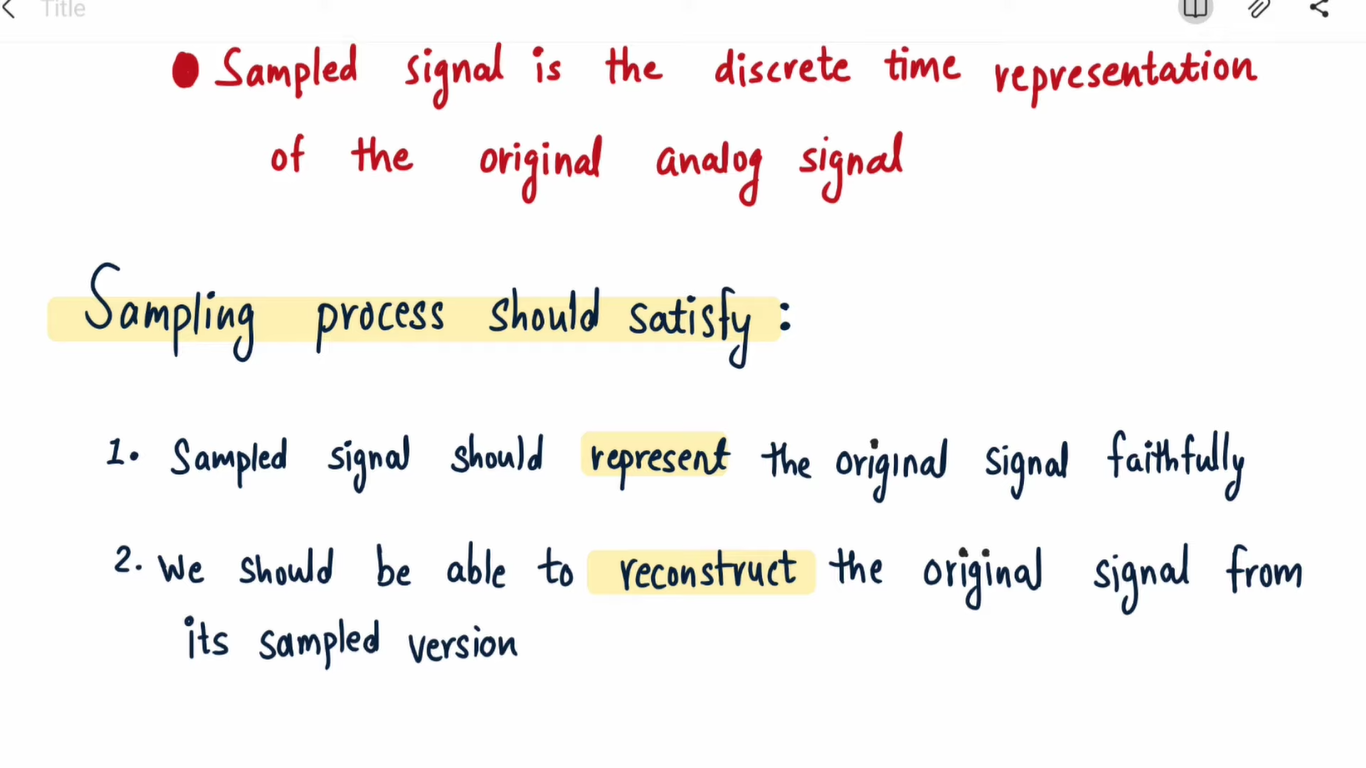 Title
● Sampled signal is the discrete time representation
of the original analog signal
Sampling process should satisfy :
1. Sampled signal should represent the original signal faithfully
2. We should be able to reconstruct the original signal from
its sampled version